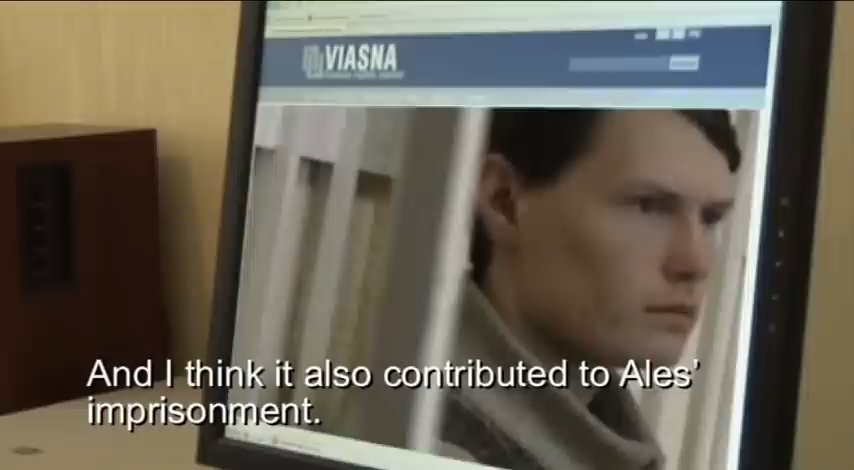 VIASNA
And I think it also contributed to Ales'
imprisonment.